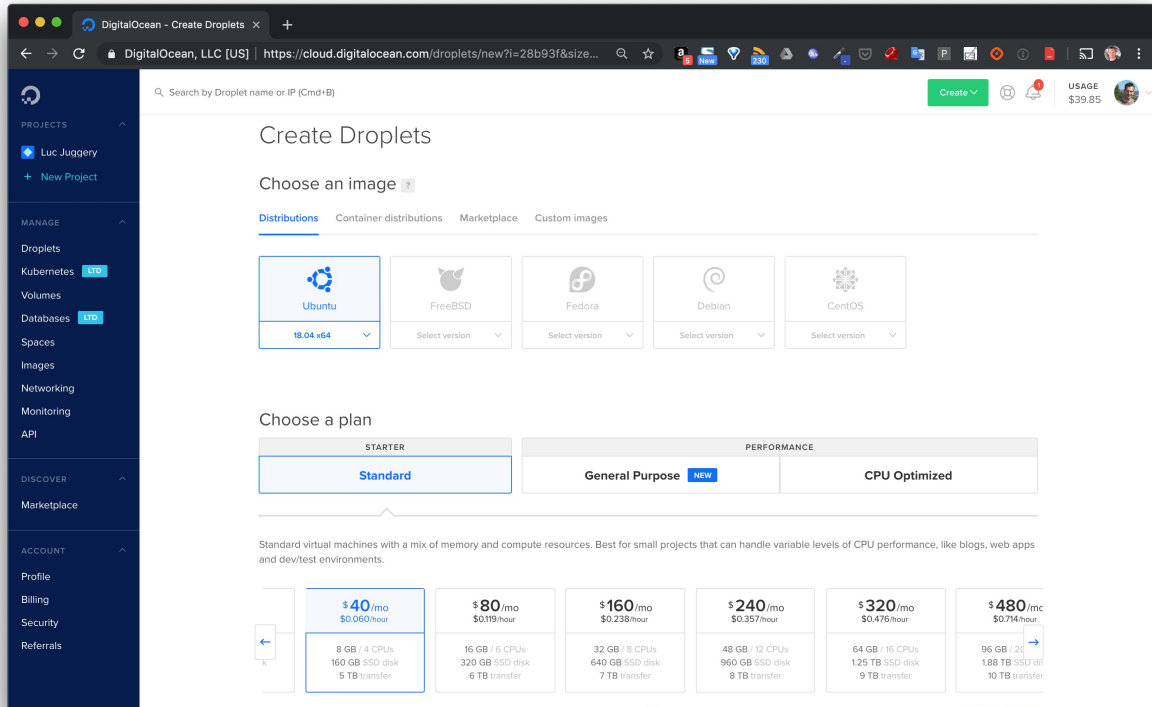 DigitalOcean - Create Droplets
DigitalOcean, LLC [US] | https://cloud.digitalocean.com/droplets/new?i=28b93f&size...
5
New
230
Search by Droplet name or IP (Cmd+B)
Create
1
USAGE
$39.85
PROJECTS
Luc Juggery
+ New Project
MANAGE
Droplets
Kubernetes LTD
Volumes
Databases LTD
Spaces
Images
Networking
Monitoring
API
DISCOVER
Marketplace
ACCOUNT
Profile
Billing
Security
Referrals
Create Droplets
Choose an image ?
Distributions Container distributions Marketplace Custom images
Ubuntu FreeBSD Fedora Debian CentOS
18.04 x64 Select version Select version Select version Select version
Choose a plan
STARTER PERFORMANCE
Standard General Purpose NEW CPU Optimized
Standard virtual machines with a mix of memory and compute resources. Best for small projects that can handle variable levels of CPU performance, like blogs, web apps
and dev/test environments.
$40/mo $80/mo $160/mo $240/mo $320/mo $480/mo
$0.060/hour $0.119/hour $0.238/hour $0.357/hour $0.476/hour $0.714/hour
8 GB / 4 CPUs 16 GB / 6 CPUs 32 GB / 8 CPUs 48 GB / 12 CPUs 64 GB / 16 CPUs 96 GB / 20
160 GB SSD disk 320 GB SSD disk 640 GB SSD disk 960 GB SSD disk 1.25 TB SSD disk 1.88 TB SSD
5 TB transfer 6 TB transfer 7 TB transfer 8 TB transfer 9 TB transfer 10 TB transfer